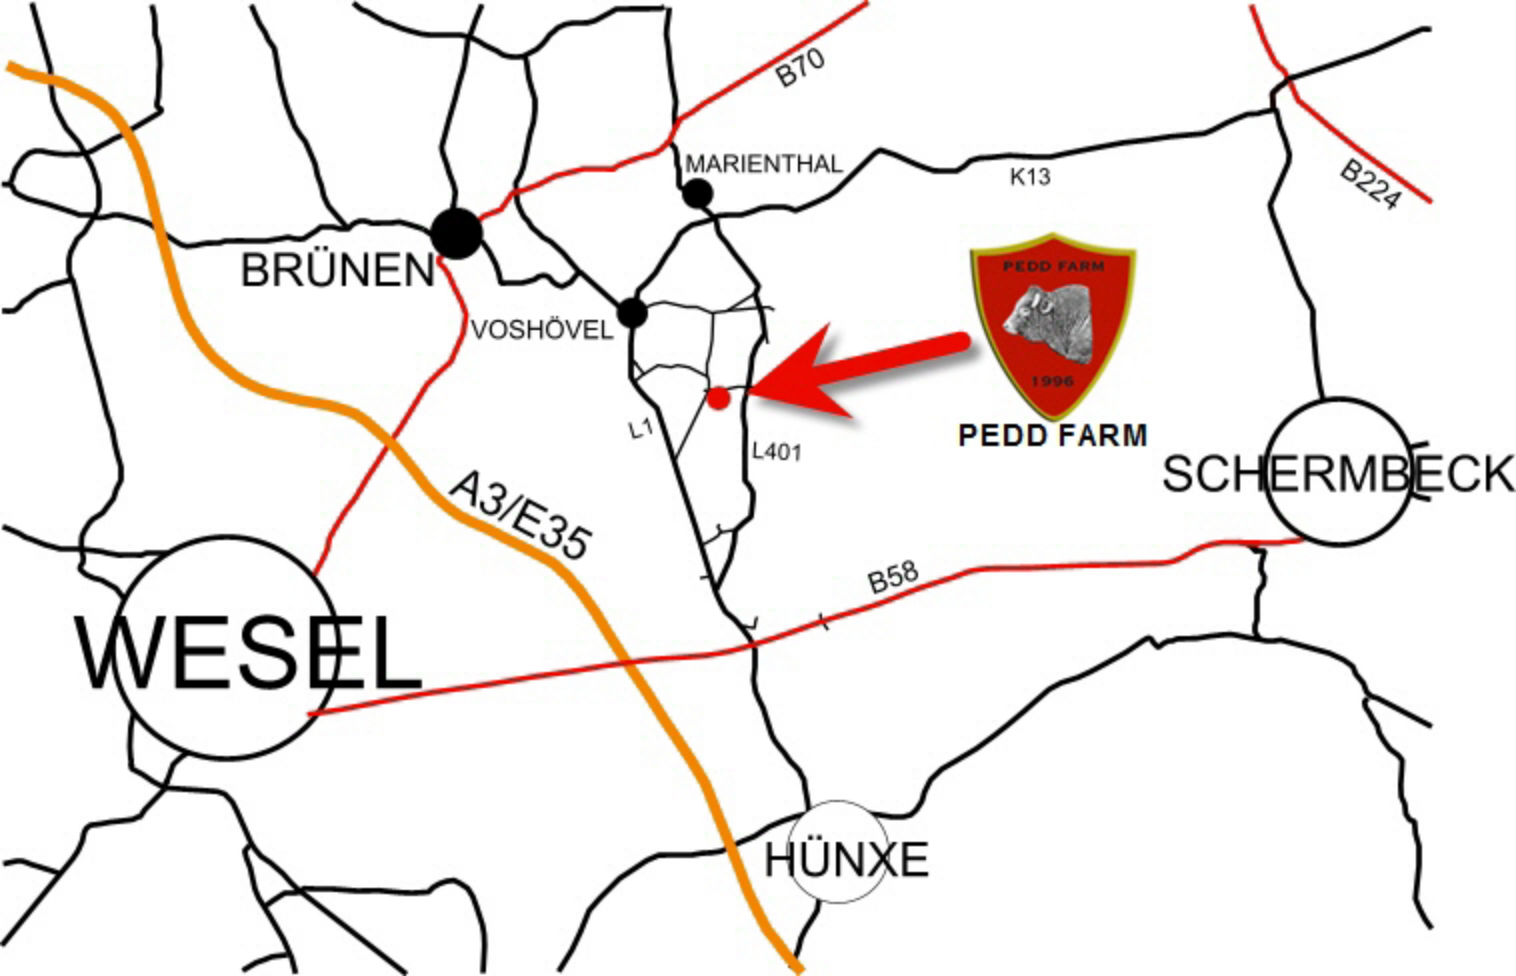 B70
MARIENTHAL
K13
B224
BRÜNEN
PEDD FARM
VOSHÖVEL
1996
L1
PEDD FARM
L401
SCHERMBECK
A3/E35
B58
WESEL
HÜNXE